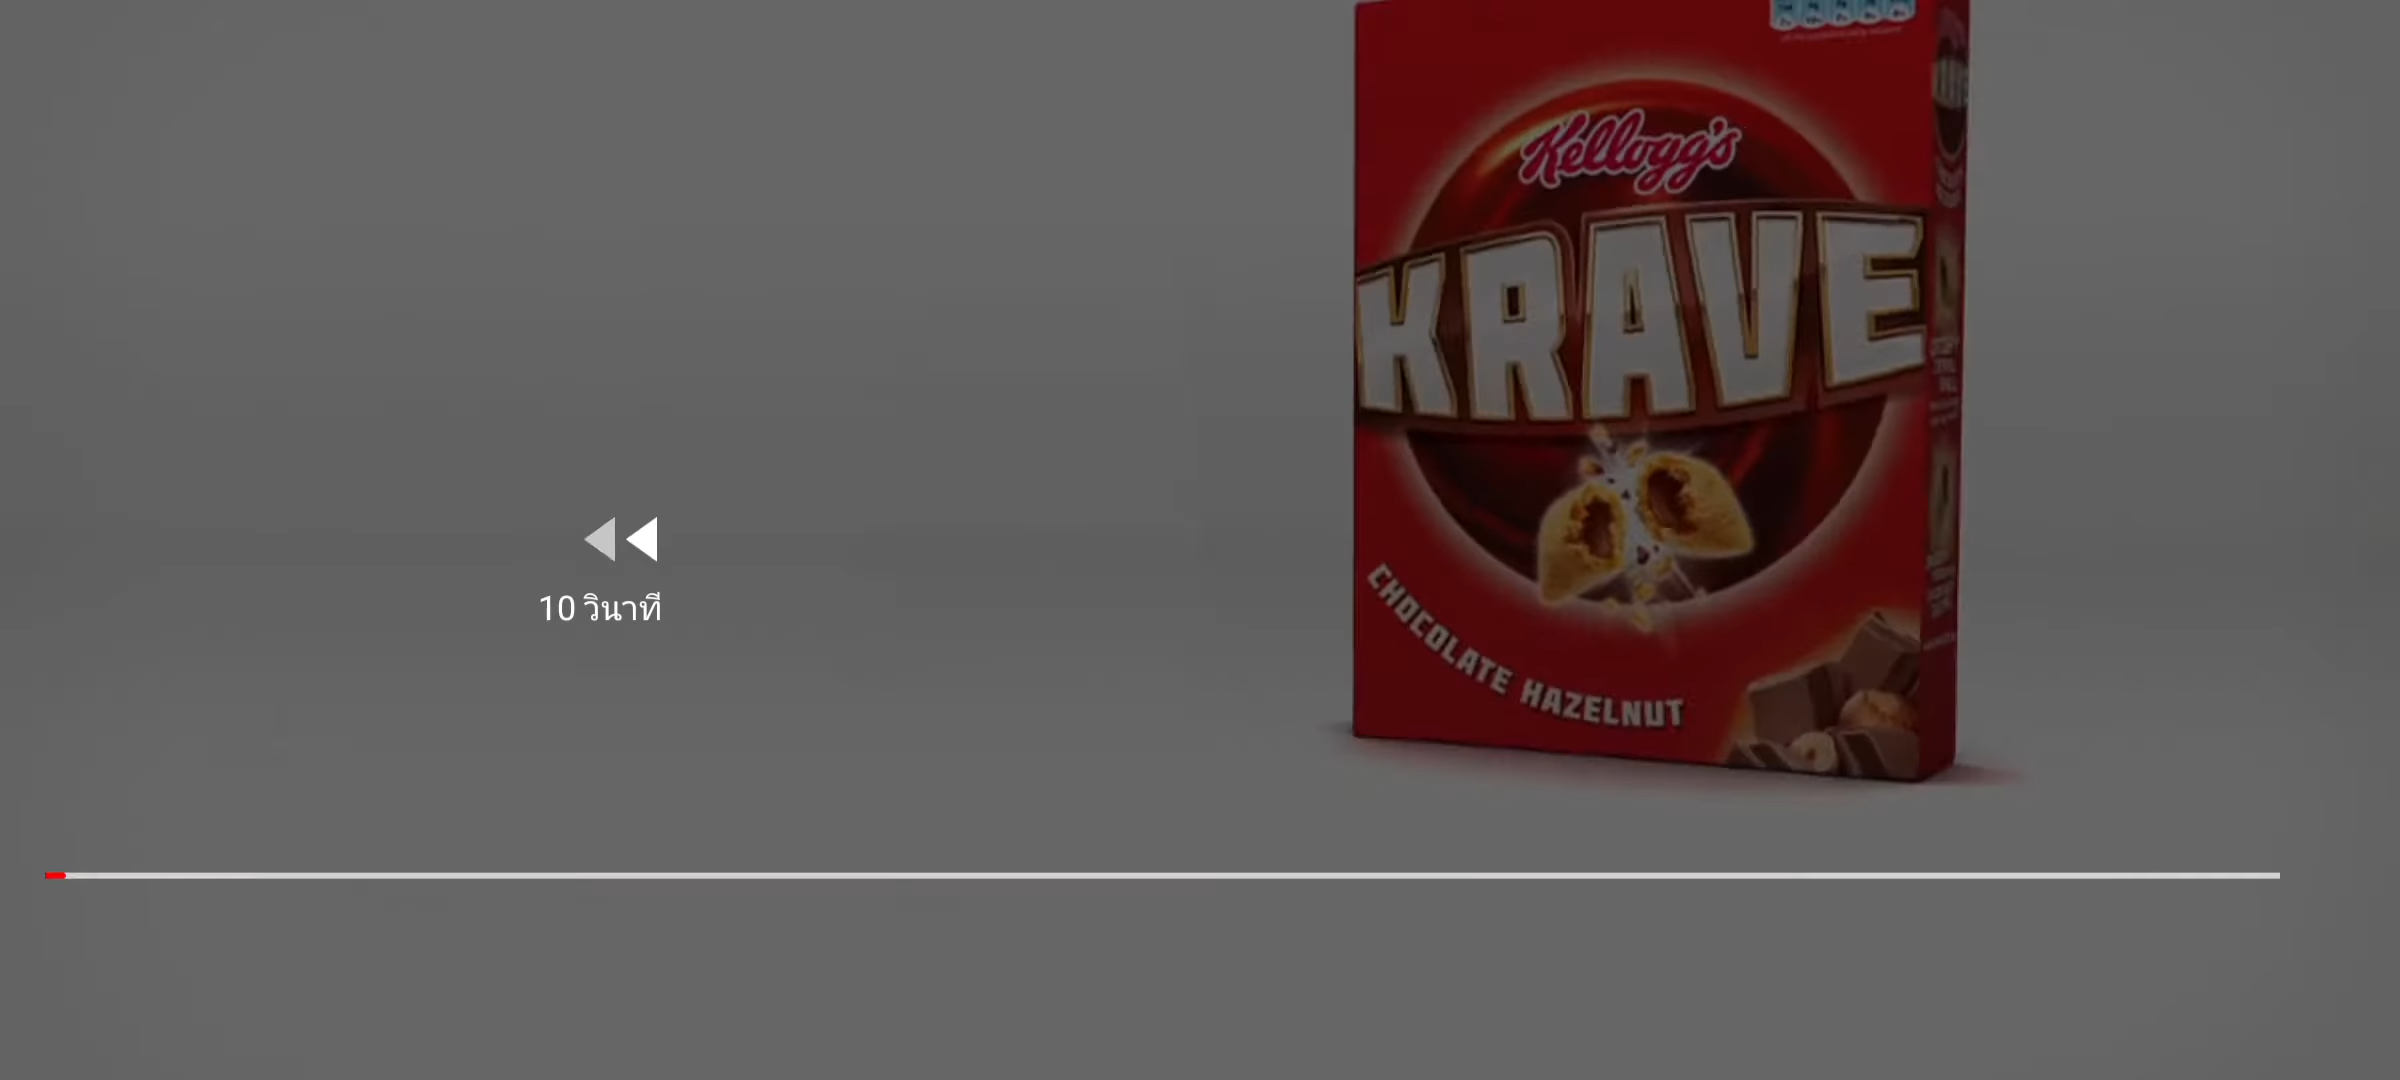 Kellogg's
KRAVE
10 วินาที
CHOCOLATE HAZELNUT